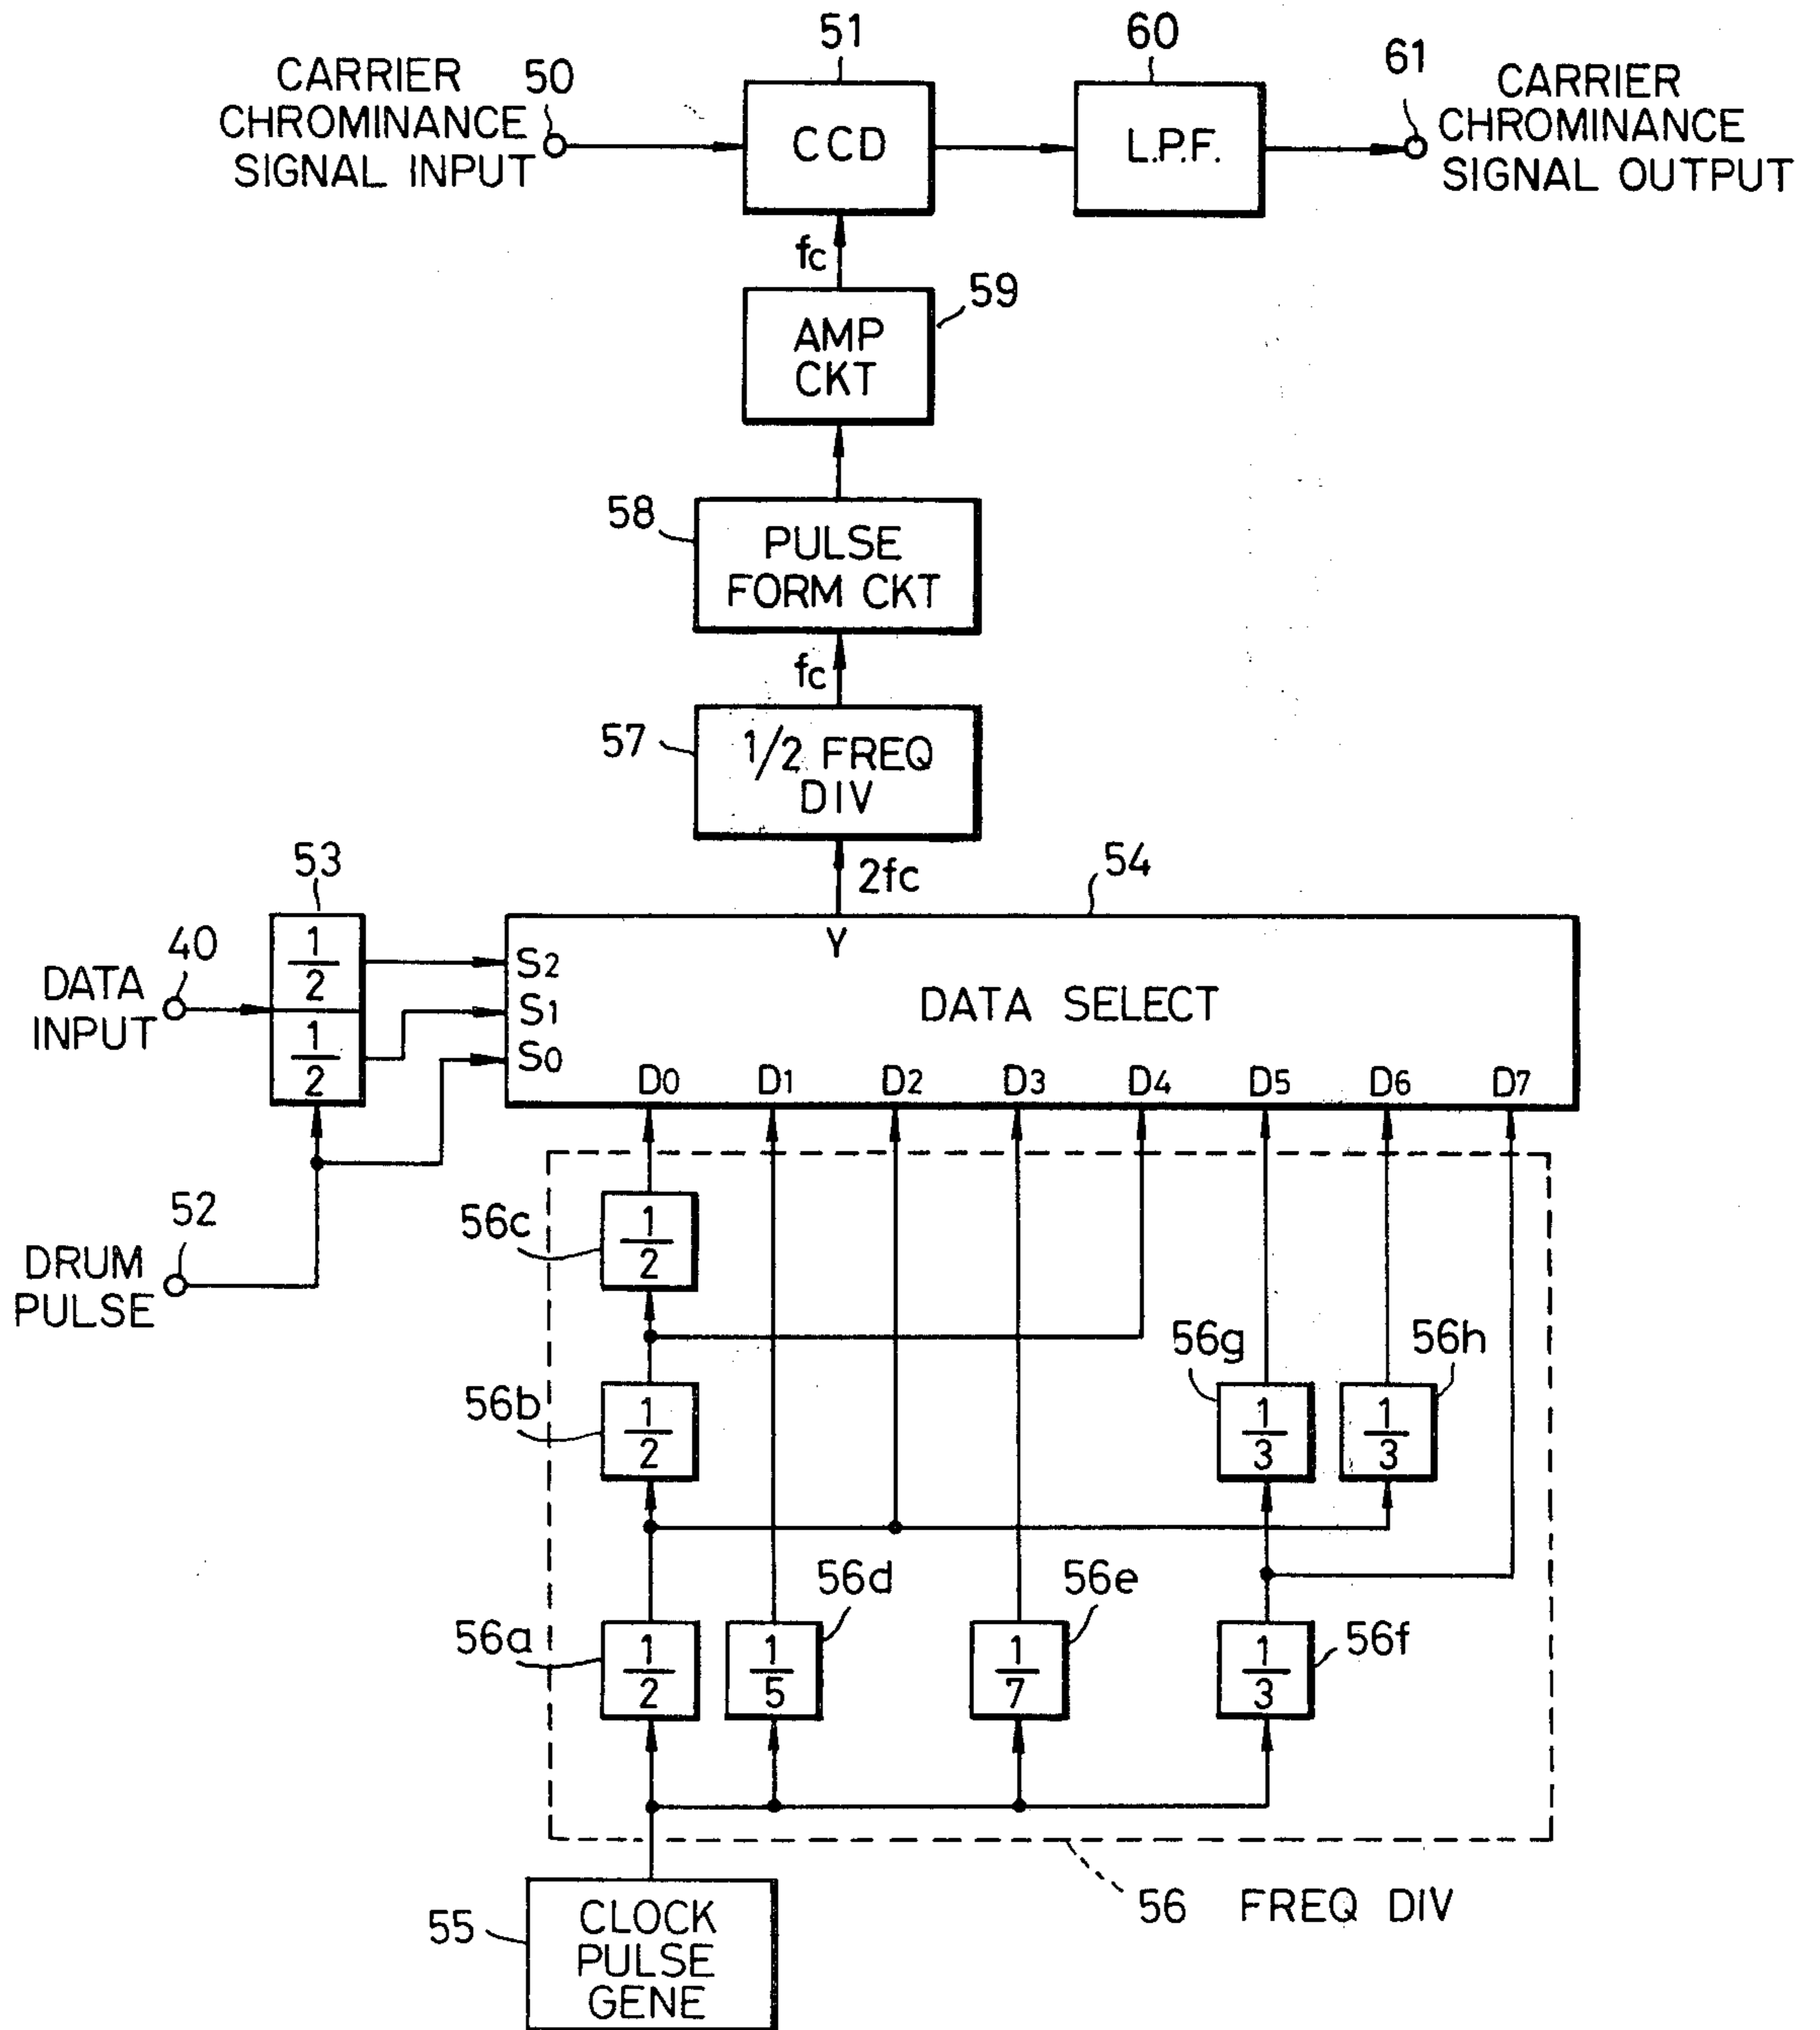 51
60
61
CARRIER
CHROMINANCE
SIGNAL INPUT
50
CCD
L.P.F.
CARRIER
CHROMINANCE
SIGNAL OUTPUT
fc
59
AMP
CKT
58
PULSE
FORM CKT
fc
57
1/2 FREQ
DIV
2fc
53
54
40
DATA
INPUT
1
2
1
2
S2
S1
S0
Y
DATA SELECT
D0 D1 D2 D3 D4 D5 D6 D7
52
DRUM
PULSE
56c
1
2
56b
1
2
56g
1
3
56h
1
3
56a
1
2
56d
1
5
56e
1
7
56f
1
3
55
CLOCK
PULSE
GENE
56 FREQ DIV